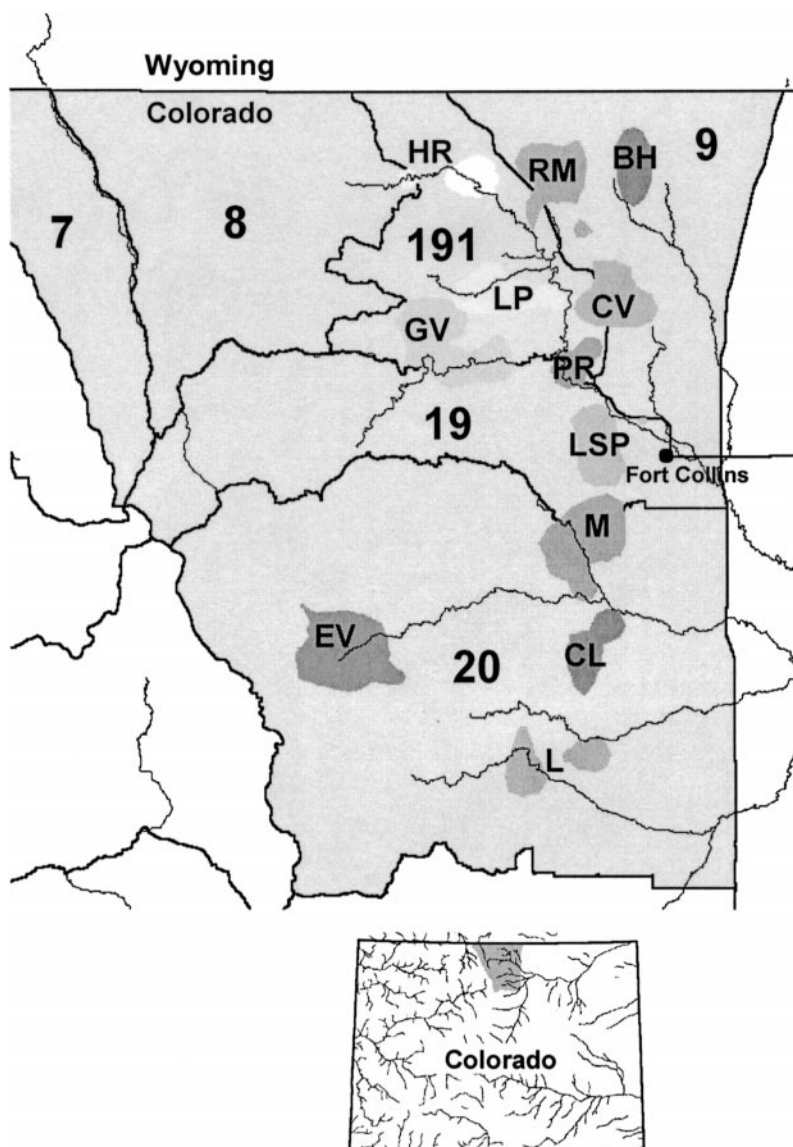 Wyoming
Colorado
HR
RM
BH
9
7
8
191
LP
CV
GV
PR
19
LSP
Fort Collins
M
EV
20
CL
L
Colorado